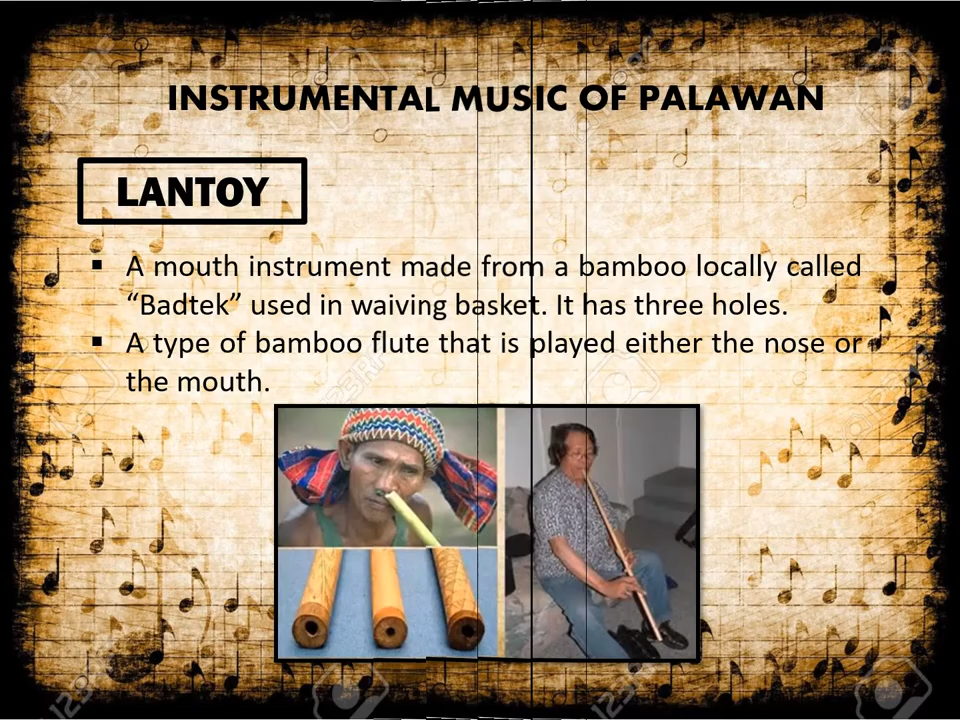 INSTRUMENTAL MUSIC OF PALAWAN
LANTOY
▪ A mouth instrument made from a bamboo locally called
“Badtek” used in waiving basket. It has three holes.
▪ A type of bamboo flute that is played either the nose or
the mouth.